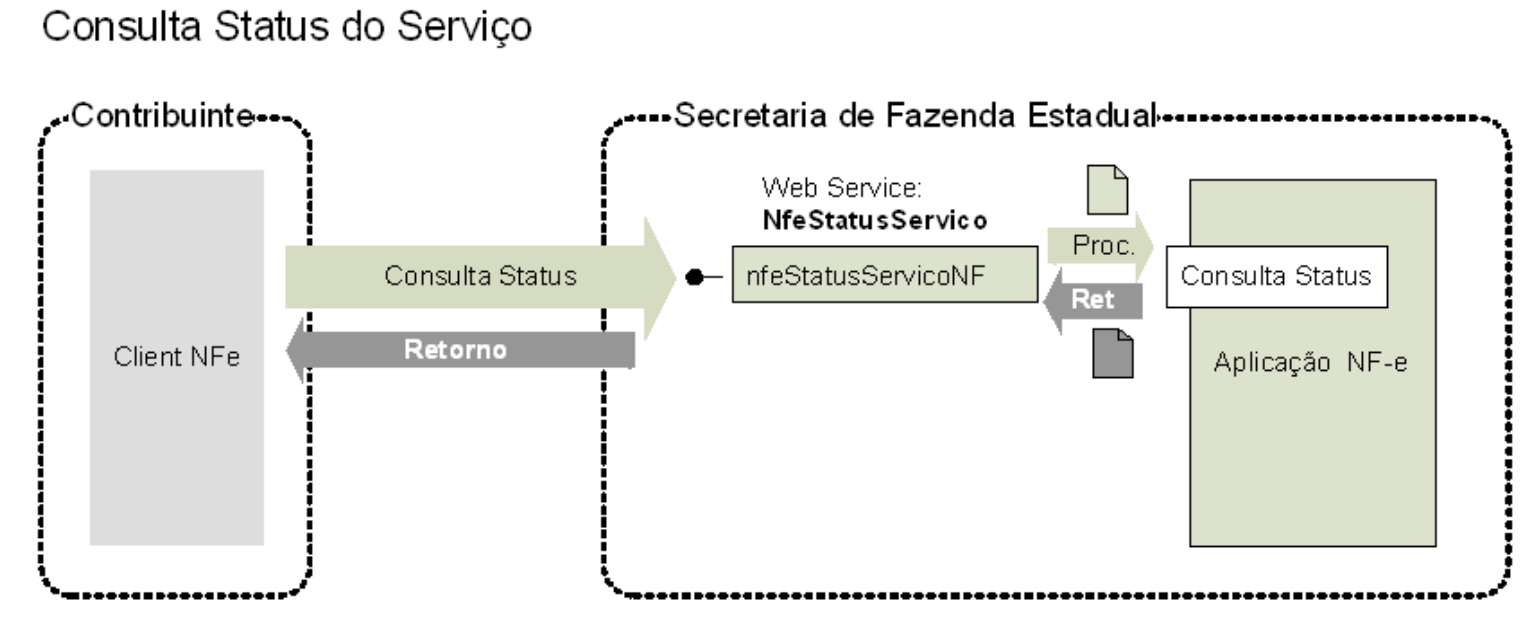 Consulta Status do Serviço
Contribuinte
Secretaria de Fazenda Estadual
Web Service:
NfeStatusServico
Proc.
Consulta Status
nfeStatusServicoNF
Consulta Status
Ret
Retorno
Client NFe
Aplicação NF-e